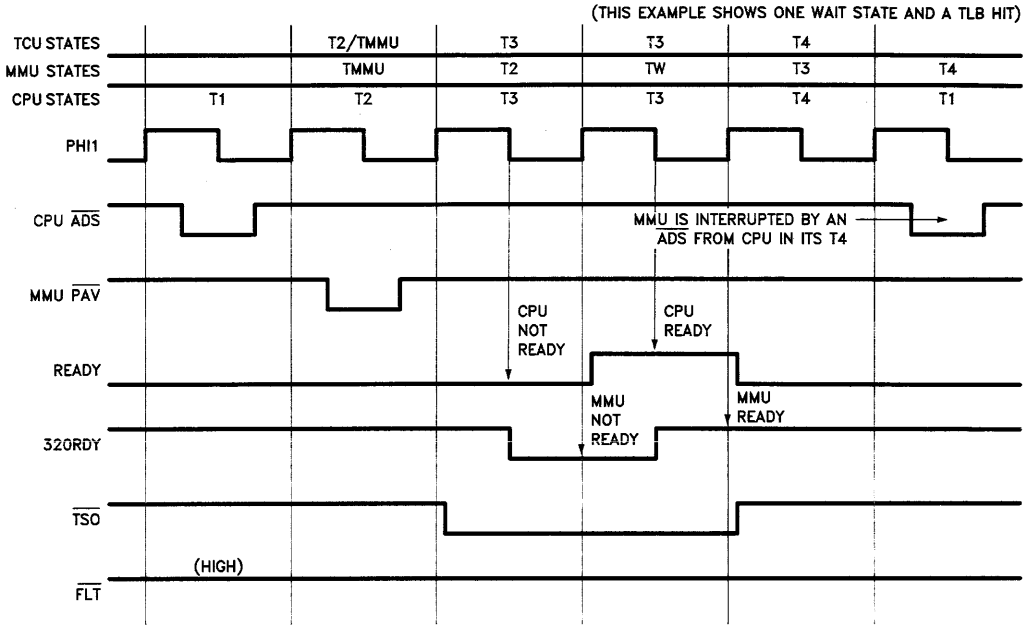 (THIS EXAMPLE SHOWS ONE WAIT STATE AND A TLB HIT)
TCU STATES T2/TMMU T3 T3 T4
MMU STATES TMMU T2 TW T3 T4
CPU STATES T1 T2 T3 T3 T4 T1
PHI1
CPU ADS
MMU IS INTERRUPTED BY AN
ADS FROM CPU IN ITS T4
MMU PAV
CPU
NOT
READY
CPU
READY
READY
MMU
NOT
READY
MMU
READY
320RDY
TSO
(HIGH)
FLT